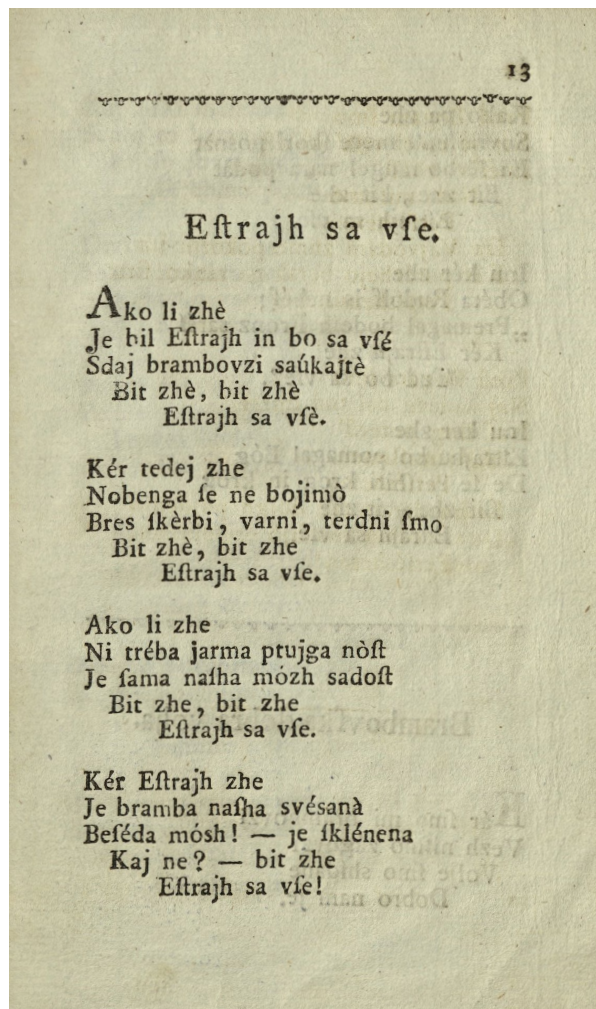 13
Eſtrajh sa vſe.
Ako li zhè
Je bil Eſtrajh in bo sa vſé
Sdaj brambovzi saúkajtè
Bit zhè, bit zhè
Eſtrajh sa vſè.
Kér tedej zhe
Nobenga ſe ne bojimò
Bres ſkèrbi, varni, terdni ſmo
Bit zhè, bit zhe
Eſtrajh sa vſe.
Ako li zhe
Ni tréba jarma ptujga nòſt
Je ſama naſha mózh sadoſt
Bit zhe, bit zhe
Eſtrajh sa vſe.
Kér Eſtrajh zhe
Je bramba naſha svésanà
Beſéda mósh! — je ſklénena
Kaj ne? — bit zhe
Eſtrajh sa vſe!